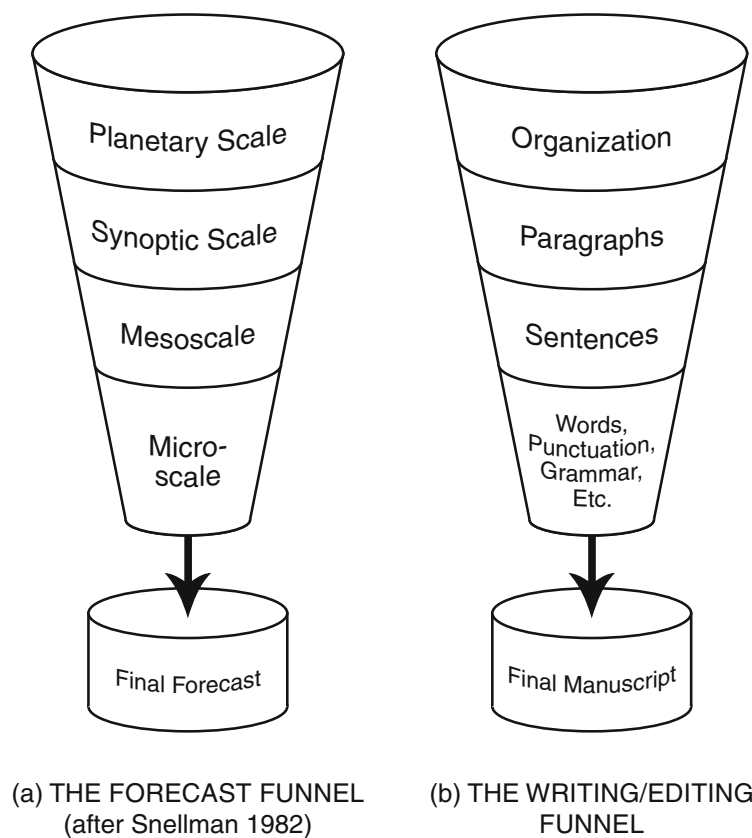 Planetary Scale
Synoptic Scale
Mesoscale
Micro-
scale
Final Forecast
(a) THE FORECAST FUNNEL
(after Snellman 1982)
Organization
Paragraphs
Sentences
Words,
Punctuation,
Grammar,
Etc.
Final Manuscript
(b) THE WRITING/EDITING
FUNNEL